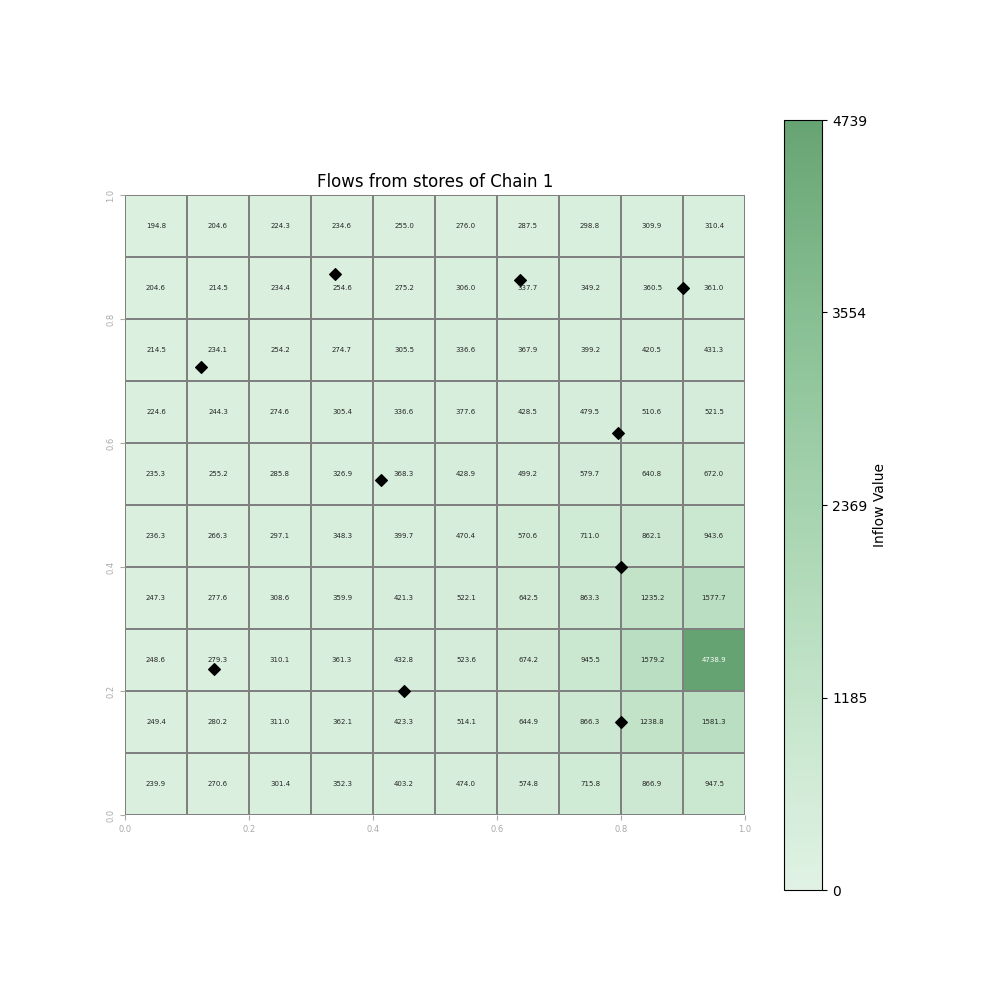 Flows from stores of Chain 1
194.8 204.6 224.3 234.6 255.0 276.0 287.5 298.8 309.9 310.4
204.6 214.5 234.4 254.6 275.2 306.0 337.7 349.2 360.5 361.0
214.5 234.1 254.2 274.7 305.5 336.6 367.9 399.2 420.5 431.3
224.6 244.3 274.6 305.4 336.6 377.6 428.5 479.5 510.6 521.5
235.3 255.2 285.8 326.9 368.3 428.9 499.2 579.7 640.8 672.0
236.3 266.3 297.1 348.3 399.7 470.4 570.6 711.0 862.1 943.6
247.3 277.6 308.6 359.9 421.3 522.1 642.5 863.3 1235.2 1577.7
248.6 279.3 310.1 361.3 432.8 523.6 674.2 945.5 1579.2 4738.9
249.4 280.2 311.0 362.1 423.3 514.1 644.9 866.3 1238.8 1581.3
239.9 270.6 301.4 352.3 403.2 474.0 574.8 715.8 866.9 947.5
1.0
0.8
0.6
0.4
0.2
0.0
0.0 0.2 0.4 0.6 0.8 1.0
4739
3554
2369
1185
0
Inflow Value